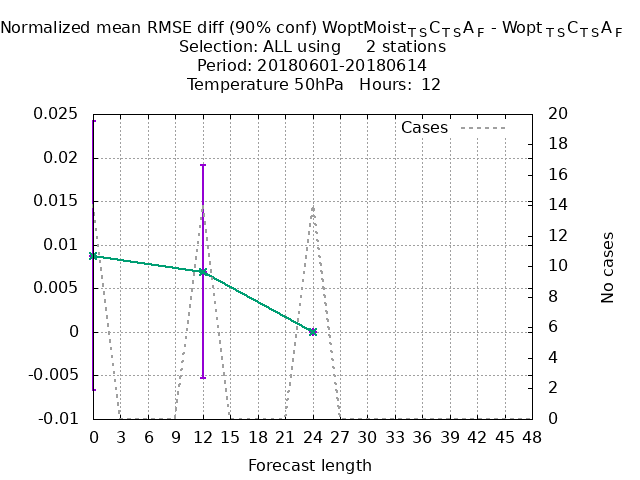 Normalized mean RMSE diff (90% conf) WoptMoist_TSC_TSA_F - Wopt_TSC_TSA_F
Selection: ALL using 2 stations
Period: 20180601-20180614
Temperature 50hPa Hours: 12
Cases
0.025
0.02
0.015
0.01
0.005
0
-0.005
-0.01
20
18
16
14
12
10
8
6
4
2
0
No cases
0 3 6 9 12 15 18 21 24 27 30 33 36 39 42 45 48
Forecast length